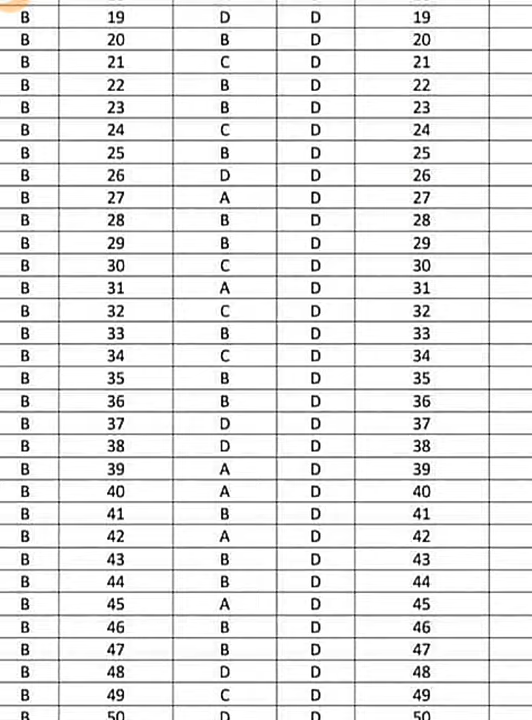 B 19 D D 19
B 20 B D 20
B 21 C D 21
B 22 B D 22
B 23 B D 23
B 24 C D 24
B 25 B D 25
B 26 D D 26
B 27 A D 27
B 28 B D 28
B 29 B D 29
B 30 C D 30
B 31 A D 31
B 32 C D 32
B 33 B D 33
B 34 C D 34
B 35 B D 35
B 36 B D 36
B 37 D D 37
B 38 D D 38
B 39 A D 39
B 40 A D 40
B 41 B D 41
B 42 A D 42
B 43 B D 43
B 44 B D 44
B 45 A D 45
B 46 B D 46
B 47 B D 47
B 48 D D 48
B 49 C D 49
B 50 D D 50